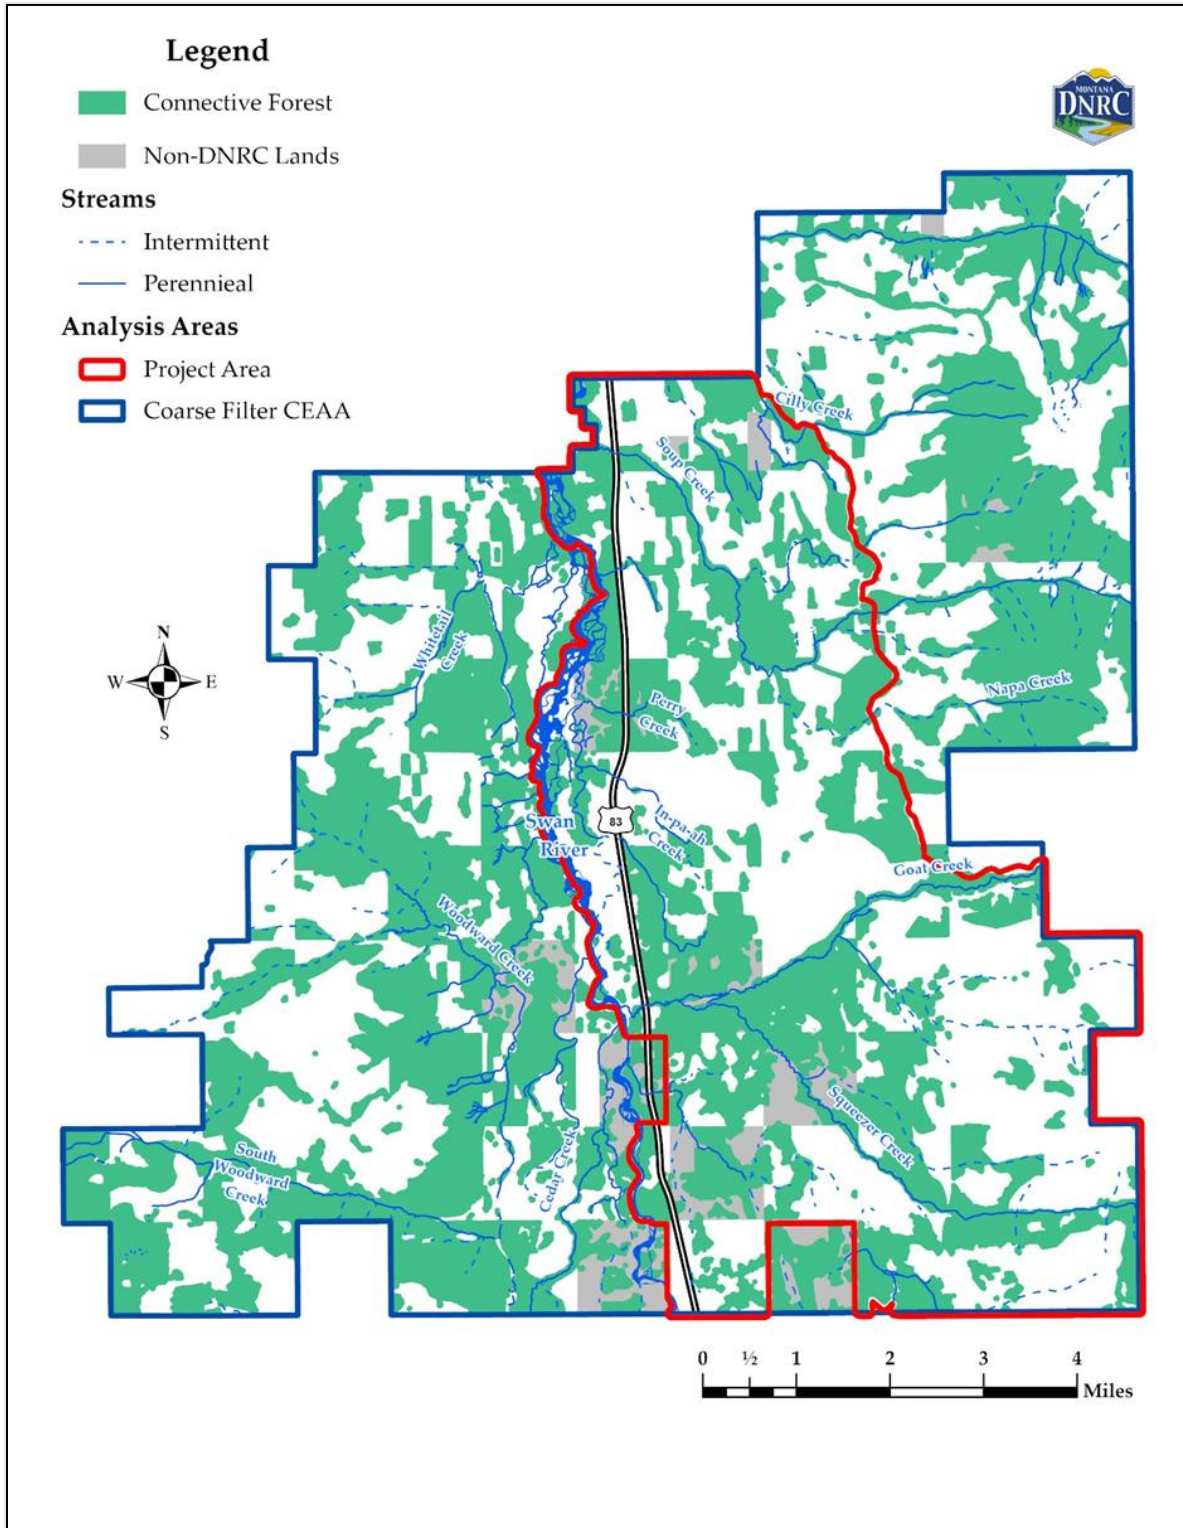 Legend
Connective Forest
Non-DNRC Lands
Streams
Intermittent
Perennieal
Analysis Areas
Project Area
Coarse Filter CEAA
MONTANA
DNRC
Cilly Creek
Soup Creek
Whitetail
Creek
N
W
E
S
Napa Creek
Perry
Creek
Swan
River
83
In-pa-ah
Creek
Goat Creek
Woodward Creek
Squeezer Creek
South
Woodward
Creek
Cedar Creek
0 ½ 1 2 3 4
Miles